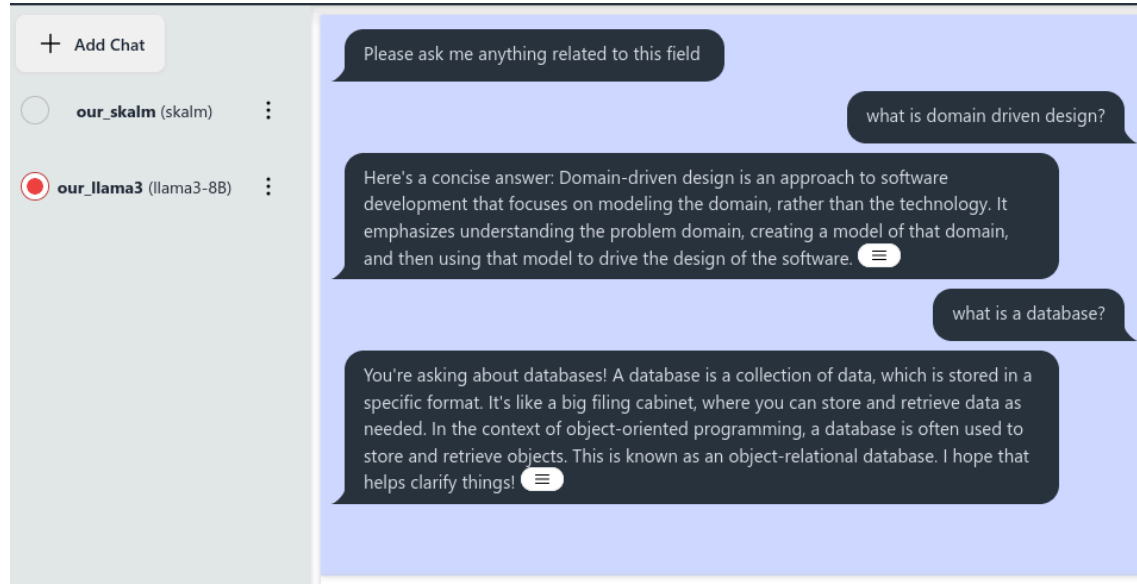 Add Chat
our_skalm (skalm)
our_llama3 (llama3-8B)
Please ask me anything related to this field
what is domain driven design?
Here's a concise answer: Domain-driven design is an approach to software
development that focuses on modeling the domain, rather than the technology. It
emphasizes understanding the problem domain, creating a model of that domain,
and then using that model to drive the design of the software.
what is a database?
You're asking about databases! A database is a collection of data, which is stored in a
specific format. It's like a big filing cabinet, where you can store and retrieve data as
needed. In the context of object-oriented programming, a database is often used to
store and retrieve objects. This is known as an object-relational database. I hope that
helps clarify things!